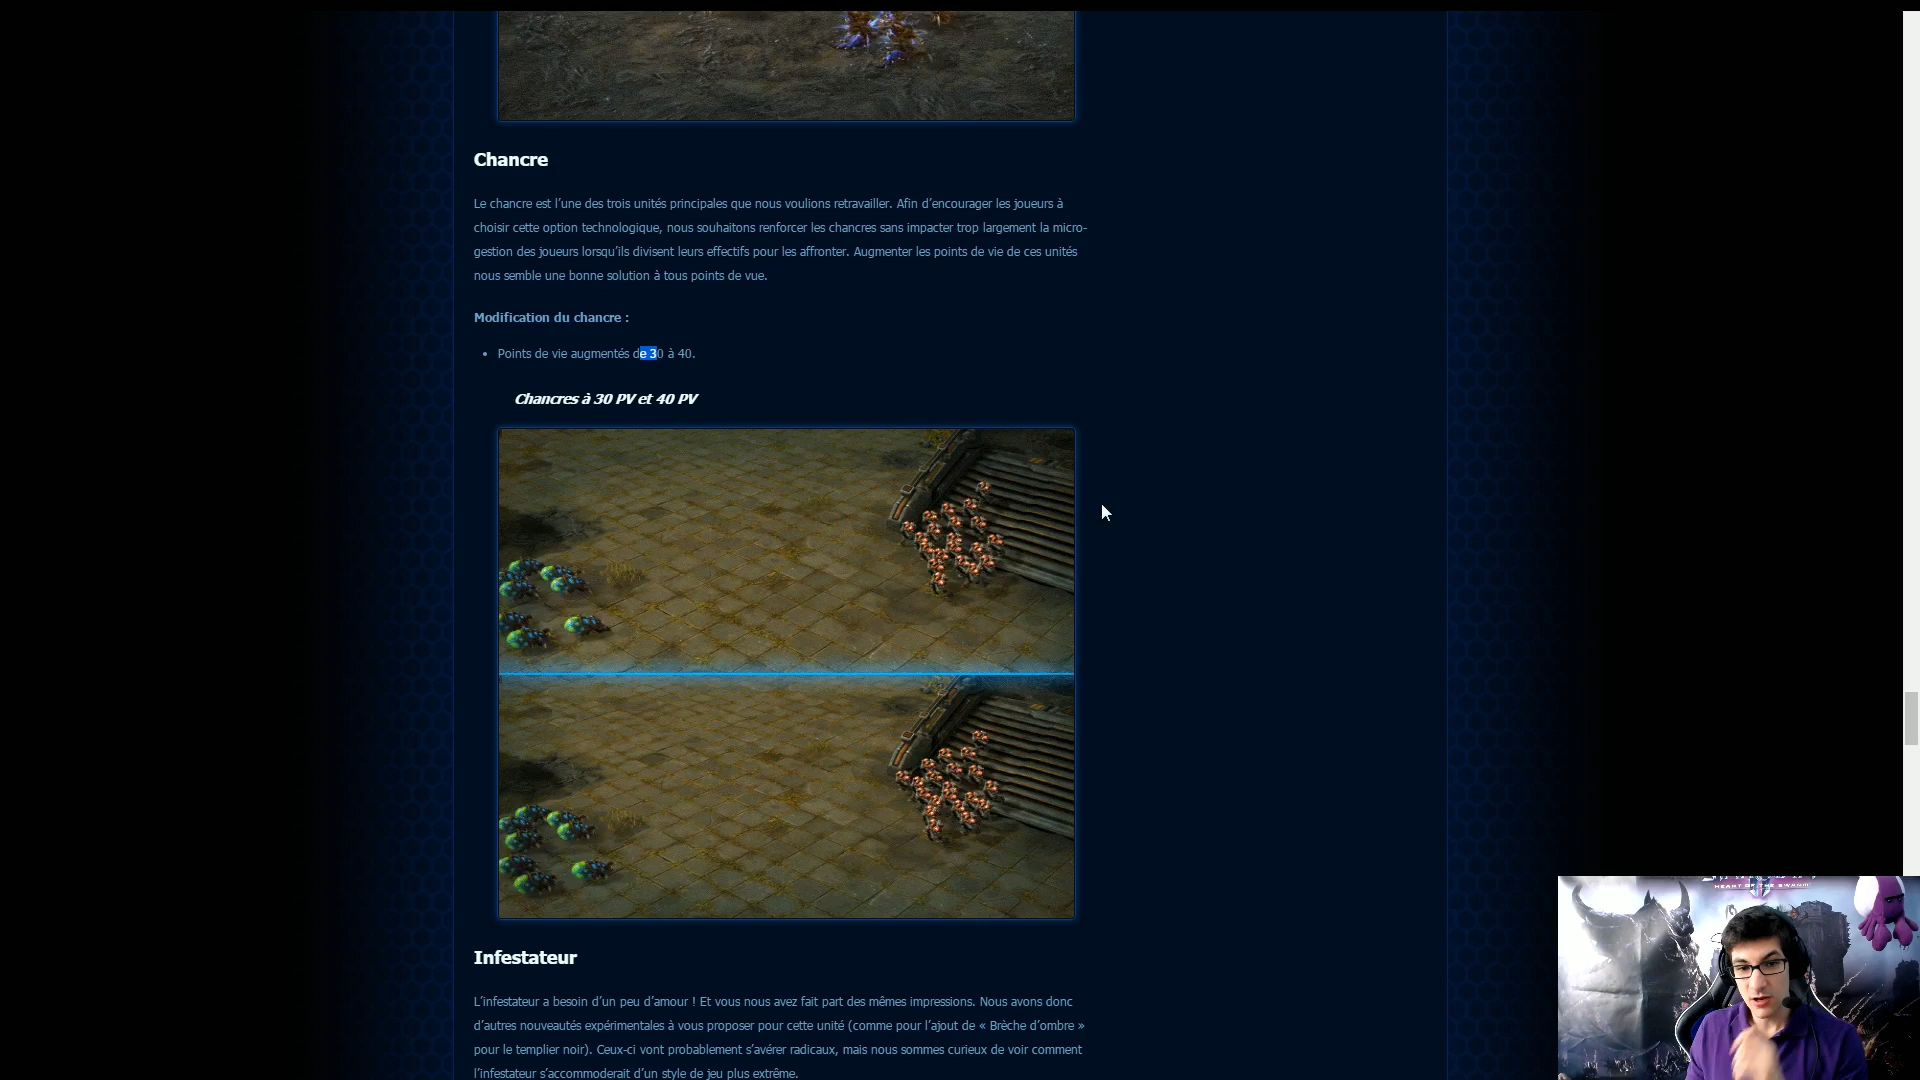 Chancre
Le chancre est l’une des trois unités principales que nous voulions retravailler. Afin d’encourager les joueurs à
choisir cette option technologique, nous souhaitons renforcer les chancres sans impacter trop largement la micro-
gestion des joueurs lorsqu’ils divisent leurs effectifs pour les affronter. Augmenter les points de vie de ces unités
nous semble une bonne solution à tous points de vue.
Modification du chancre :
• Points de vie augmentés de 30 à 40.
Chancres à 30 PV et 40 PV
Infestateur
L’infestateur a besoin d’un peu d’amour ! Et vous nous avez fait part des mêmes impressions. Nous avons donc
d’autres nouveautés expérimentales à vous proposer pour cette unité (comme pour l’ajout de « Brèche d’ombre »
pour le templier noir). Ceux-ci vont probablement s’avérer radicaux, mais nous sommes curieux de voir comment
l’infestateur s’accommoderait d’un style de jeu plus extrême.
HEART OF THE SWARM